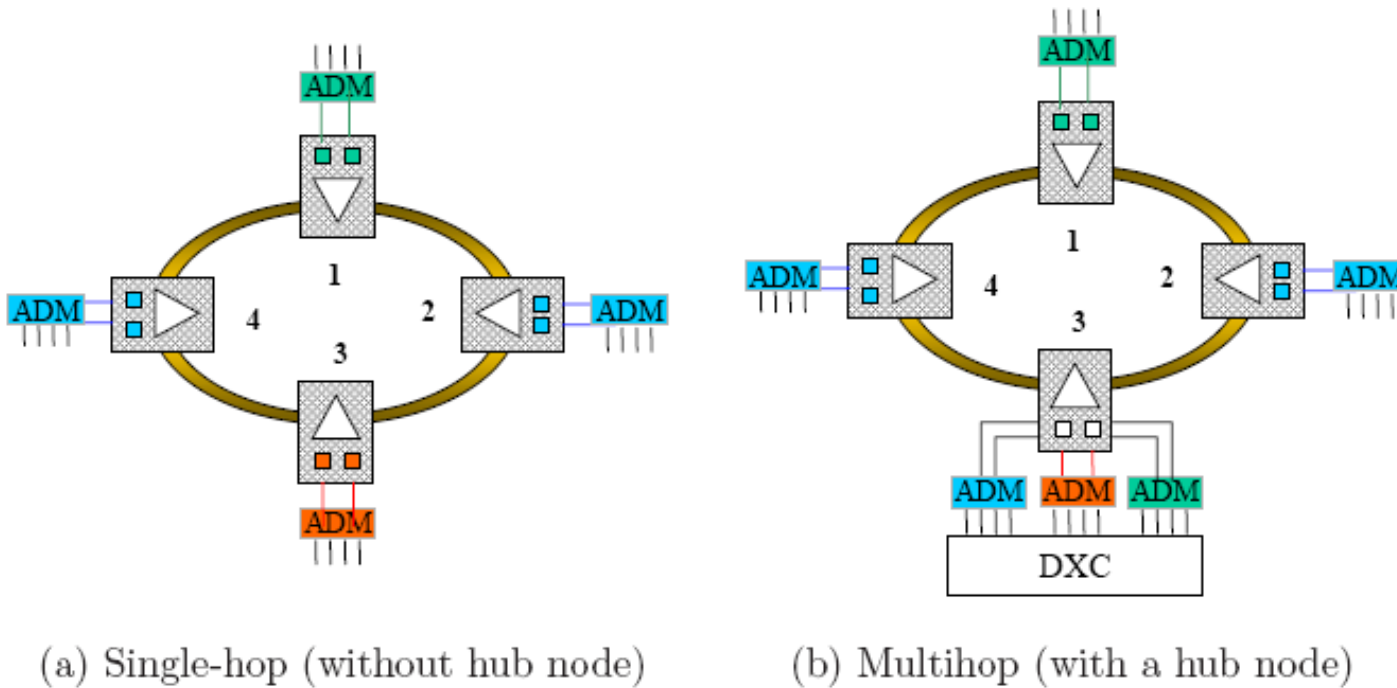 ADM
1
ADM
4
2
ADM
3
ADM
(a) Single-hop (without hub node)
ADM
1
ADM
4
2
ADM
3
ADM ADM ADM
DXC
(b) Multihop (with a hub node)